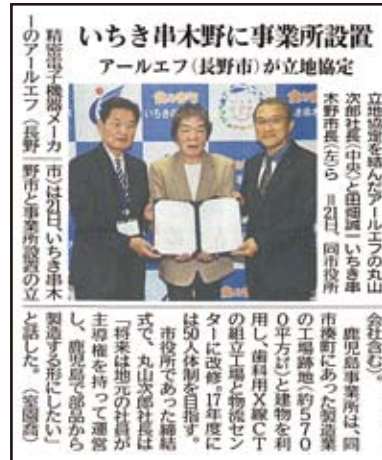 いちき串木野に事業所設置
アールエフ(長野市)が立地協定
立地協定を結んだアールエフの丸山
次郎社長(中央)と田畑誠一いちき串
木野市長(左)ら =21日、同市役所
精密電子機器メーカ
ーのアールエフ(長野
市)は21日、いちき串木
野市と事業所設置の立
会社含む)。
鹿児島事業所は、同
市湊町にあった製造業
の工場跡地(約570
0平方㍍)と建物を利
用し、歯科用X線CT
の組立工場と物流セン
ターに改修。17年度に
は50人体制を目指す。
市役所であった締結
式で、丸山次郎社長は
「将来は地元の社員が
主導権を持って運営
し、鹿児島で部品から
製造する形にしたい」
と話した。